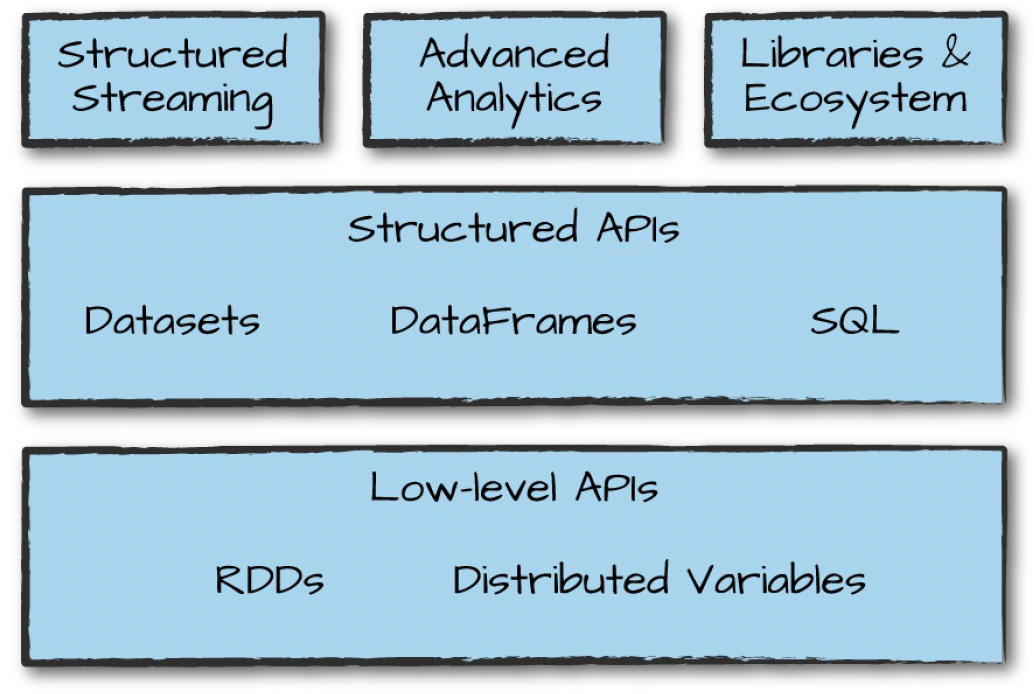 Structured
Streaming
Advanced
Analytics
Libraries &
Ecosystem
Structured APIs
Datasets DataFrames SQL
Low-level APIs
RDDs Distributed Variables